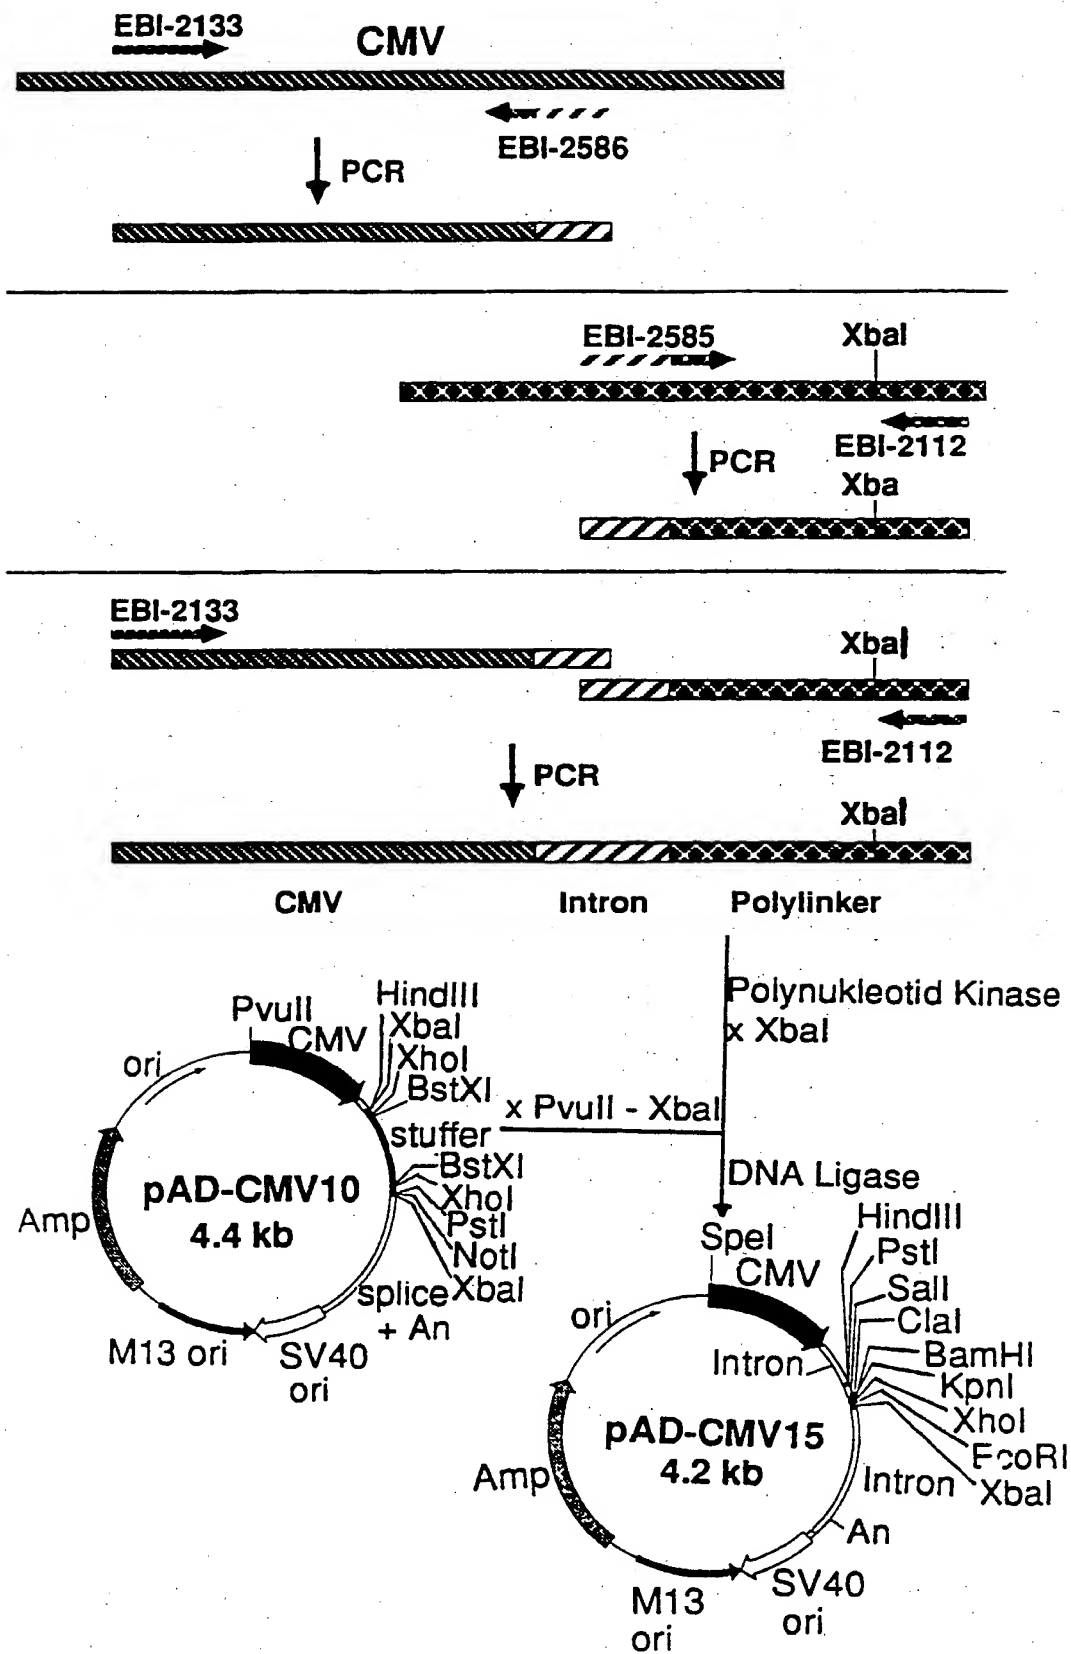 EBI-2133
CMV
EBI-2586
PCR
EBI-2585
XbaI
EBI-2112
PCR
Xba
EBI-2133
XbaI
EBI-2112
PCR
XbaI
CMV Intron Polylinker
Polynukleotid Kinase
x XbaI
PvuII
CMV
HindIII
XbaI
XhoI
BstXI
ori
x PvuII - XbaI
stuffer
BstXI
XhoI
PstI
NotI
XbaI
pAD-CMV10
4.4 kb
Amp
splice
+ An
M13 ori
SV40
ori
DNA Ligase
SpeI
CMV
HindIII
PstI
SalI
ClaI
BamHI
KpnI
XhoI
EcoRI
XbaI
ori
Intron
pAD-CMV15
4.2 kb
Amp
Intron
An
SV40
ori
M13
ori